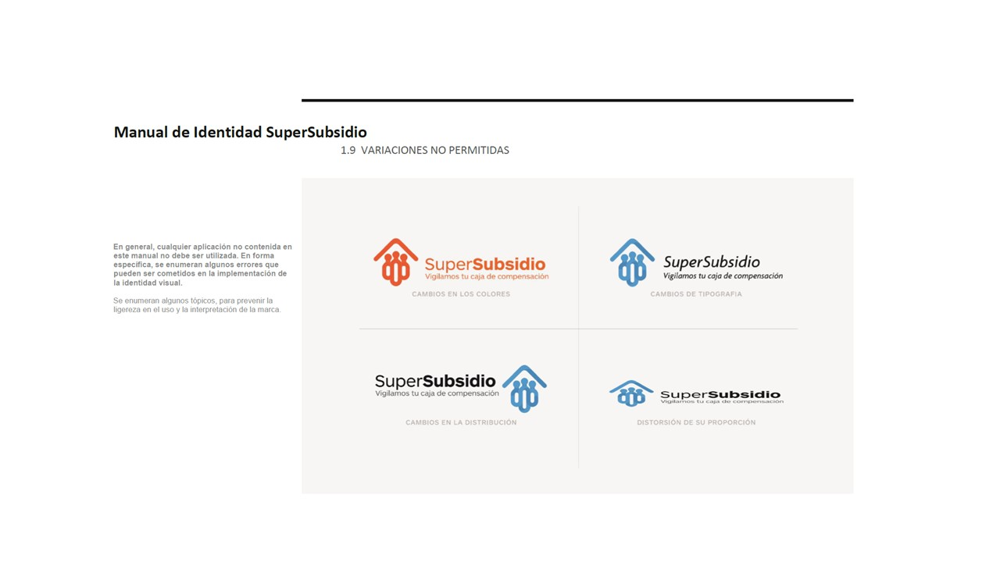 Manual de Identidad SuperSubsidio
1.9 VARIACIONES NO PERMITIDAS
En general, cualquier aplicación no contenida en
este manual no debe ser utilizada. En forma
específica, se enumeran algunos errores que
pueden ser cometidos en la implementación de
la identidad visual.
Se enumeran algunos tópicos, para prevenir la
ligereza en el uso y la interpretación de la marca.
SuperSubsidio
Vigilamos tu caja de compensación
CAMBIOS EN LOS COLORES
SuperSubsidio
Vigilamos tu caja de compensación
CAMBIOS DE TIPOGRAFIA
SuperSubsidio
Vigilamos tu caja de compensación
CAMBIOS EN LA DISTRIBUCIÓN
SuperSubsidio
Vigilamos tu caja de compensación
DISTORSIÓN DE SU PROPORCIÓN